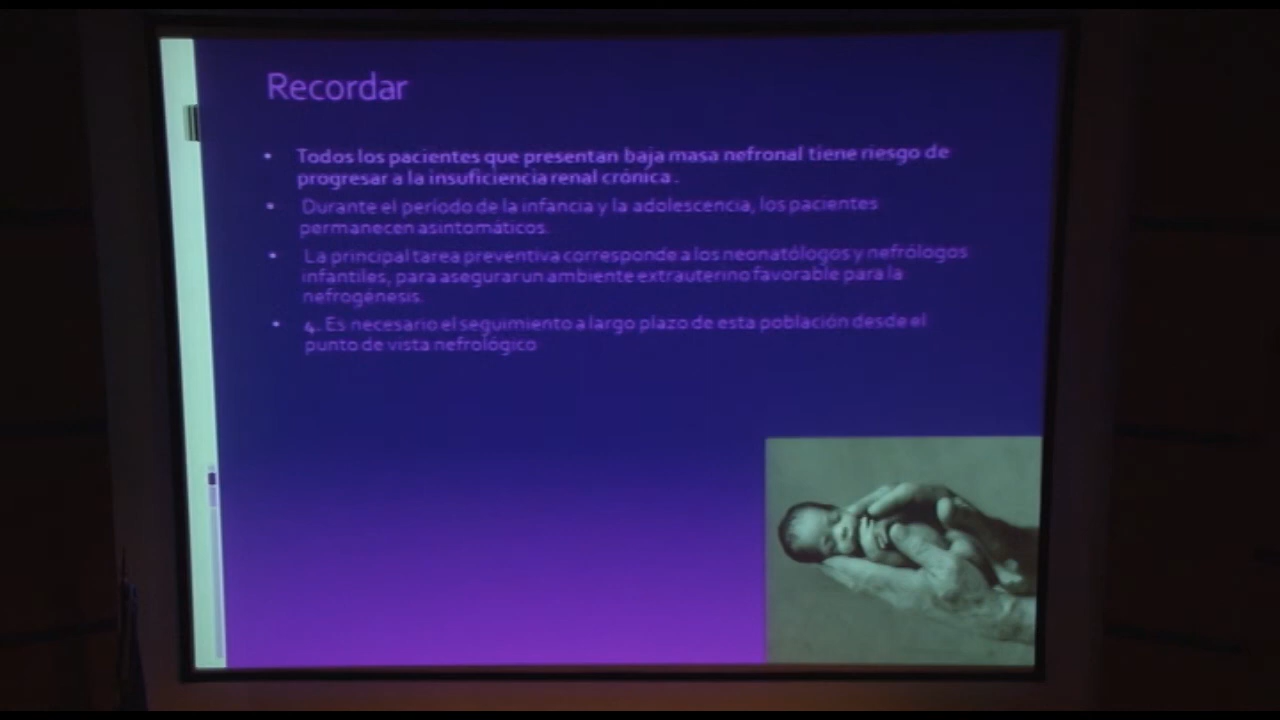 Recordar
• Todos los pacientes que presentan baja masa nefronal tiene riesgo de
progresar a la insuficiencia renal crónica.
• Durante el período de la infancia y la adolescencia, los pacientes
permanecen asintomáticos.
• La principal tarea preventiva corresponde a los neonatólogos y nefrólogos
infantiles, para asegurar un ambiente extrauterino favorable para la
nefrogénesis.
• 4. Es necesario el seguimiento a largo plazo de esta población desde el
punto de vista nefrológico